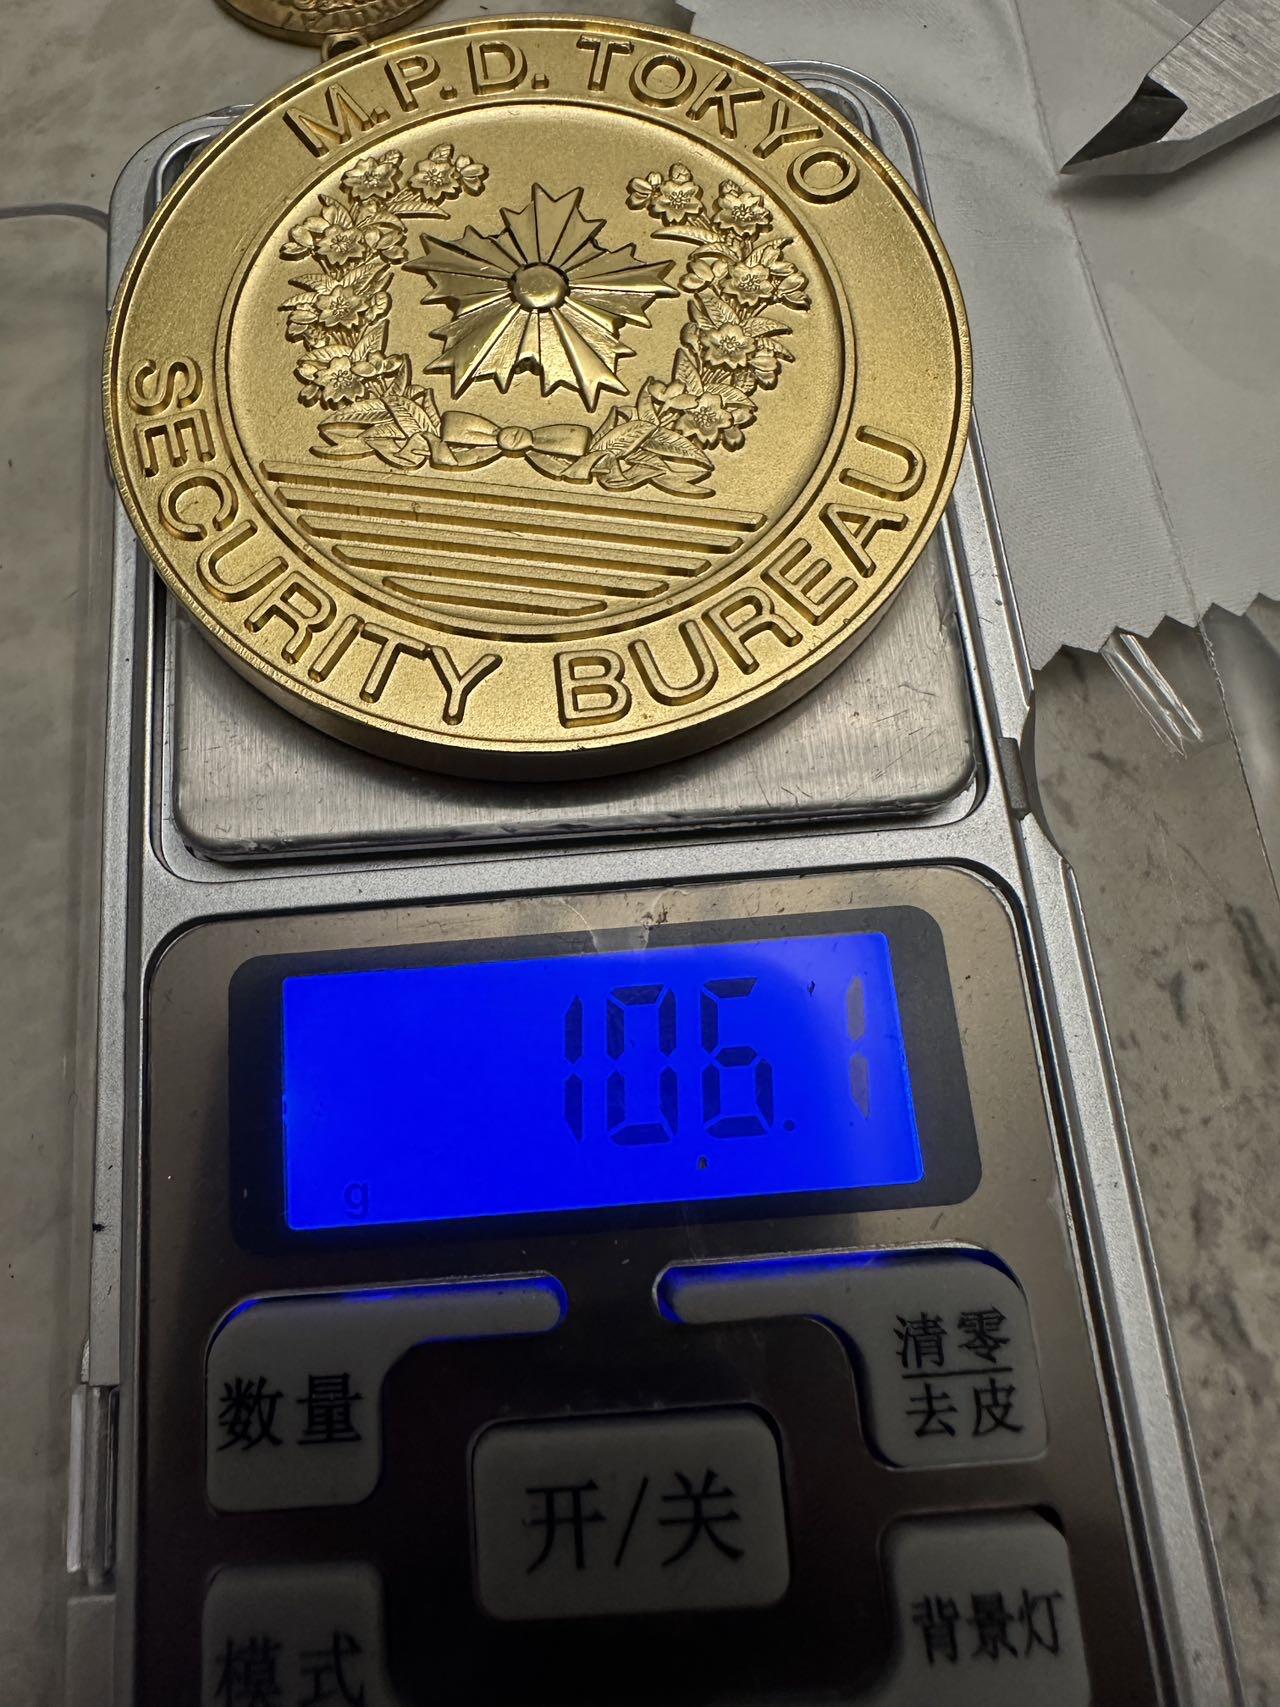 M.P.D. TOKYO
SECURITY BUREAU
106.1
g
数量
清零
去皮
开/关
模式
背景灯